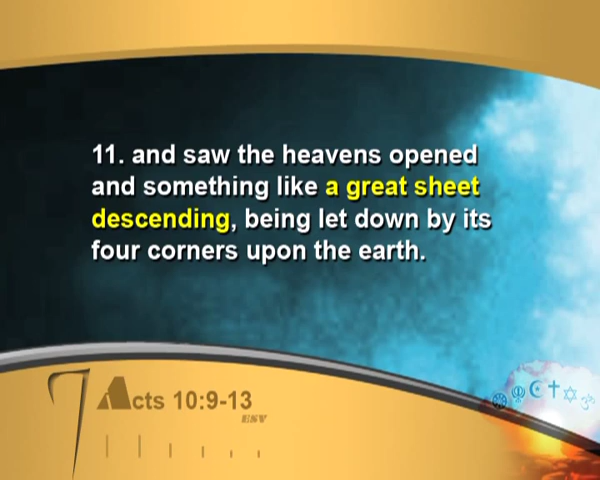 11. and saw the heavens opened
and something like a great sheet
descending, being let down by its
four corners upon the earth.
Acts 10:9-13
ESV